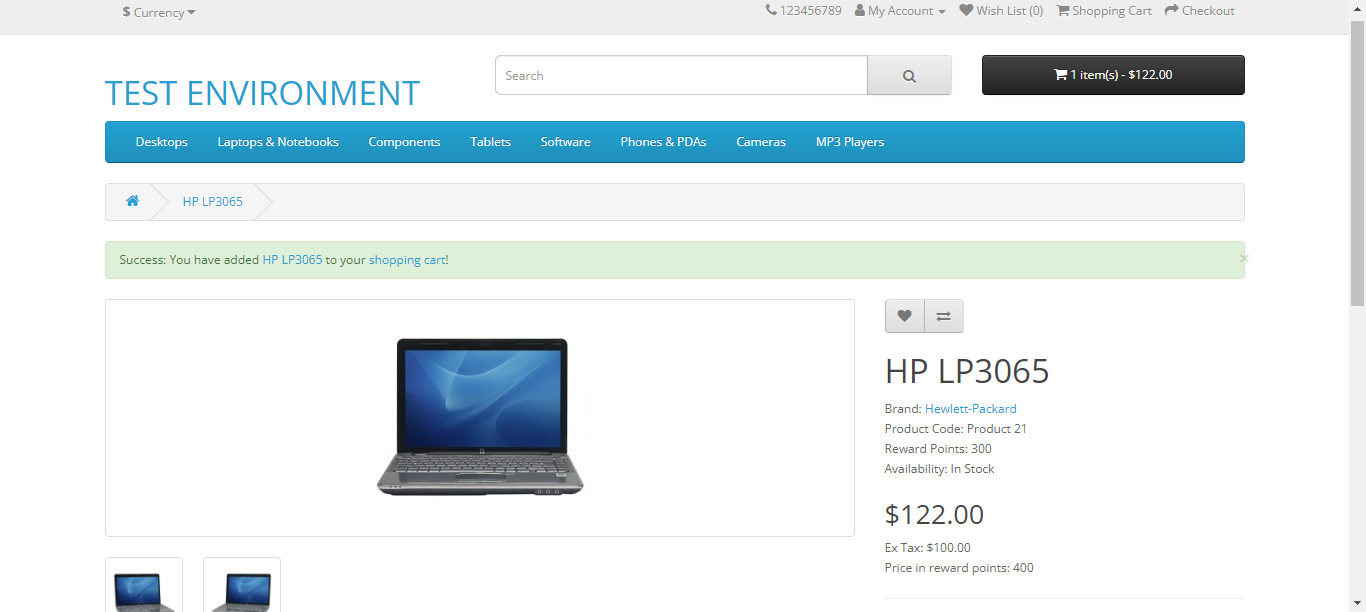 $ Currency
123456789 My Account Wish List (0) Shopping Cart Checkout
TEST ENVIRONMENT
Search
1 item(s) - $122.00
Desktops Laptops & Notebooks Components Tablets Software Phones & PDAs Cameras MP3 Players
HP LP3065
Success: You have added HP LP3065 to your shopping cart!
×
HP LP3065
Brand: Hewlett-Packard
Product Code: Product 21
Reward Points: 300
Availability: In Stock
$122.00
Ex Tax: $100.00
Price in reward points: 400